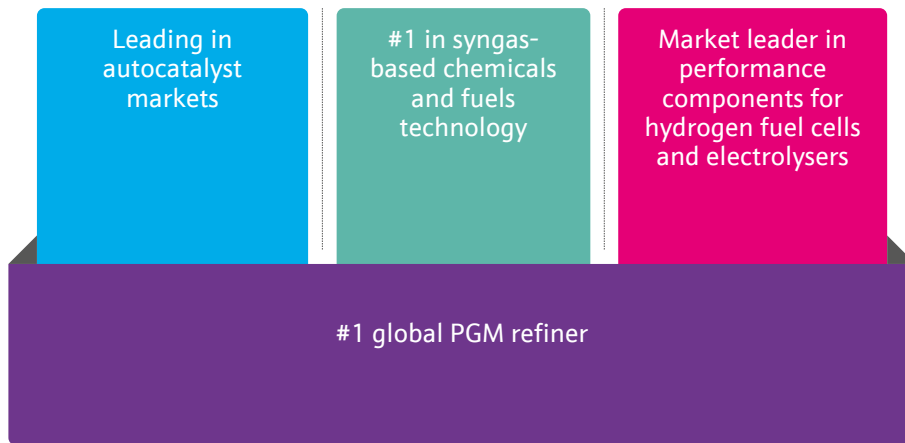 Leading in
autocatalyst
markets
#1 in syngas-
based chemicals
and fuels
technology
Market leader in
performance
components for
hydrogen fuel cells
and electrolysers
#1 global PGM refiner